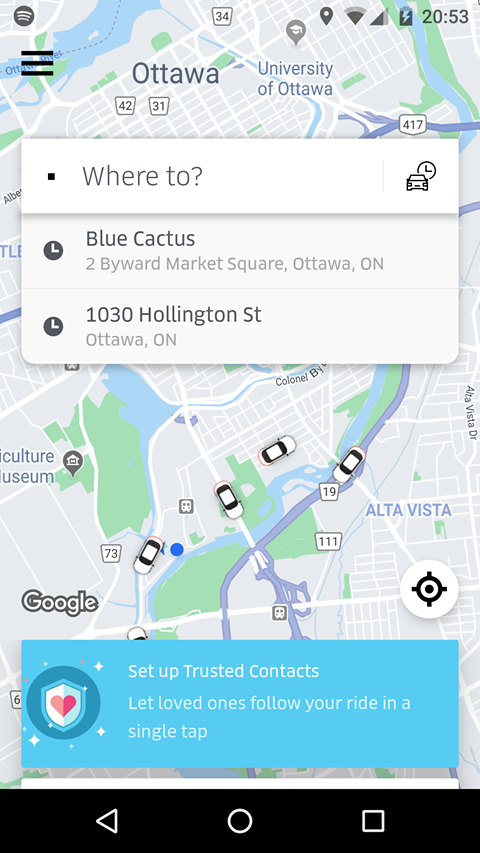 20:53
34
Ottawa
University
of Ottawa
42
31
417
Where to?
Blue Cactus
2 Byward Market Square, Ottawa, ON
1030 Hollington St
Ottawa, ON
Colonel By
Alta Vista Dr
iculture
useum
19
ALTA VISTA
111
73
Google
Set up Trusted Contacts
Let loved ones follow your ride in a
single tap